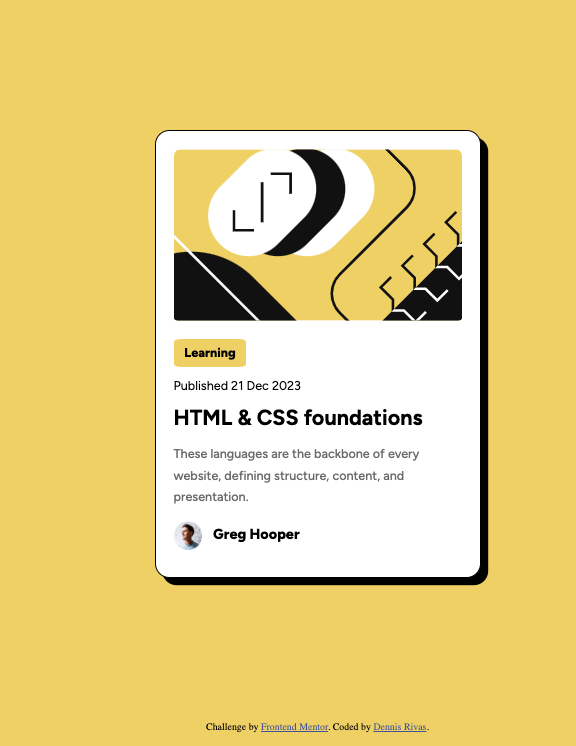 Learning
Published 21 Dec 2023
HTML & CSS foundations
These languages are the backbone of every
website, defining structure, content, and
presentation.
Greg Hooper
Challenge by Frontend Mentor. Coded by Dennis Rivas.